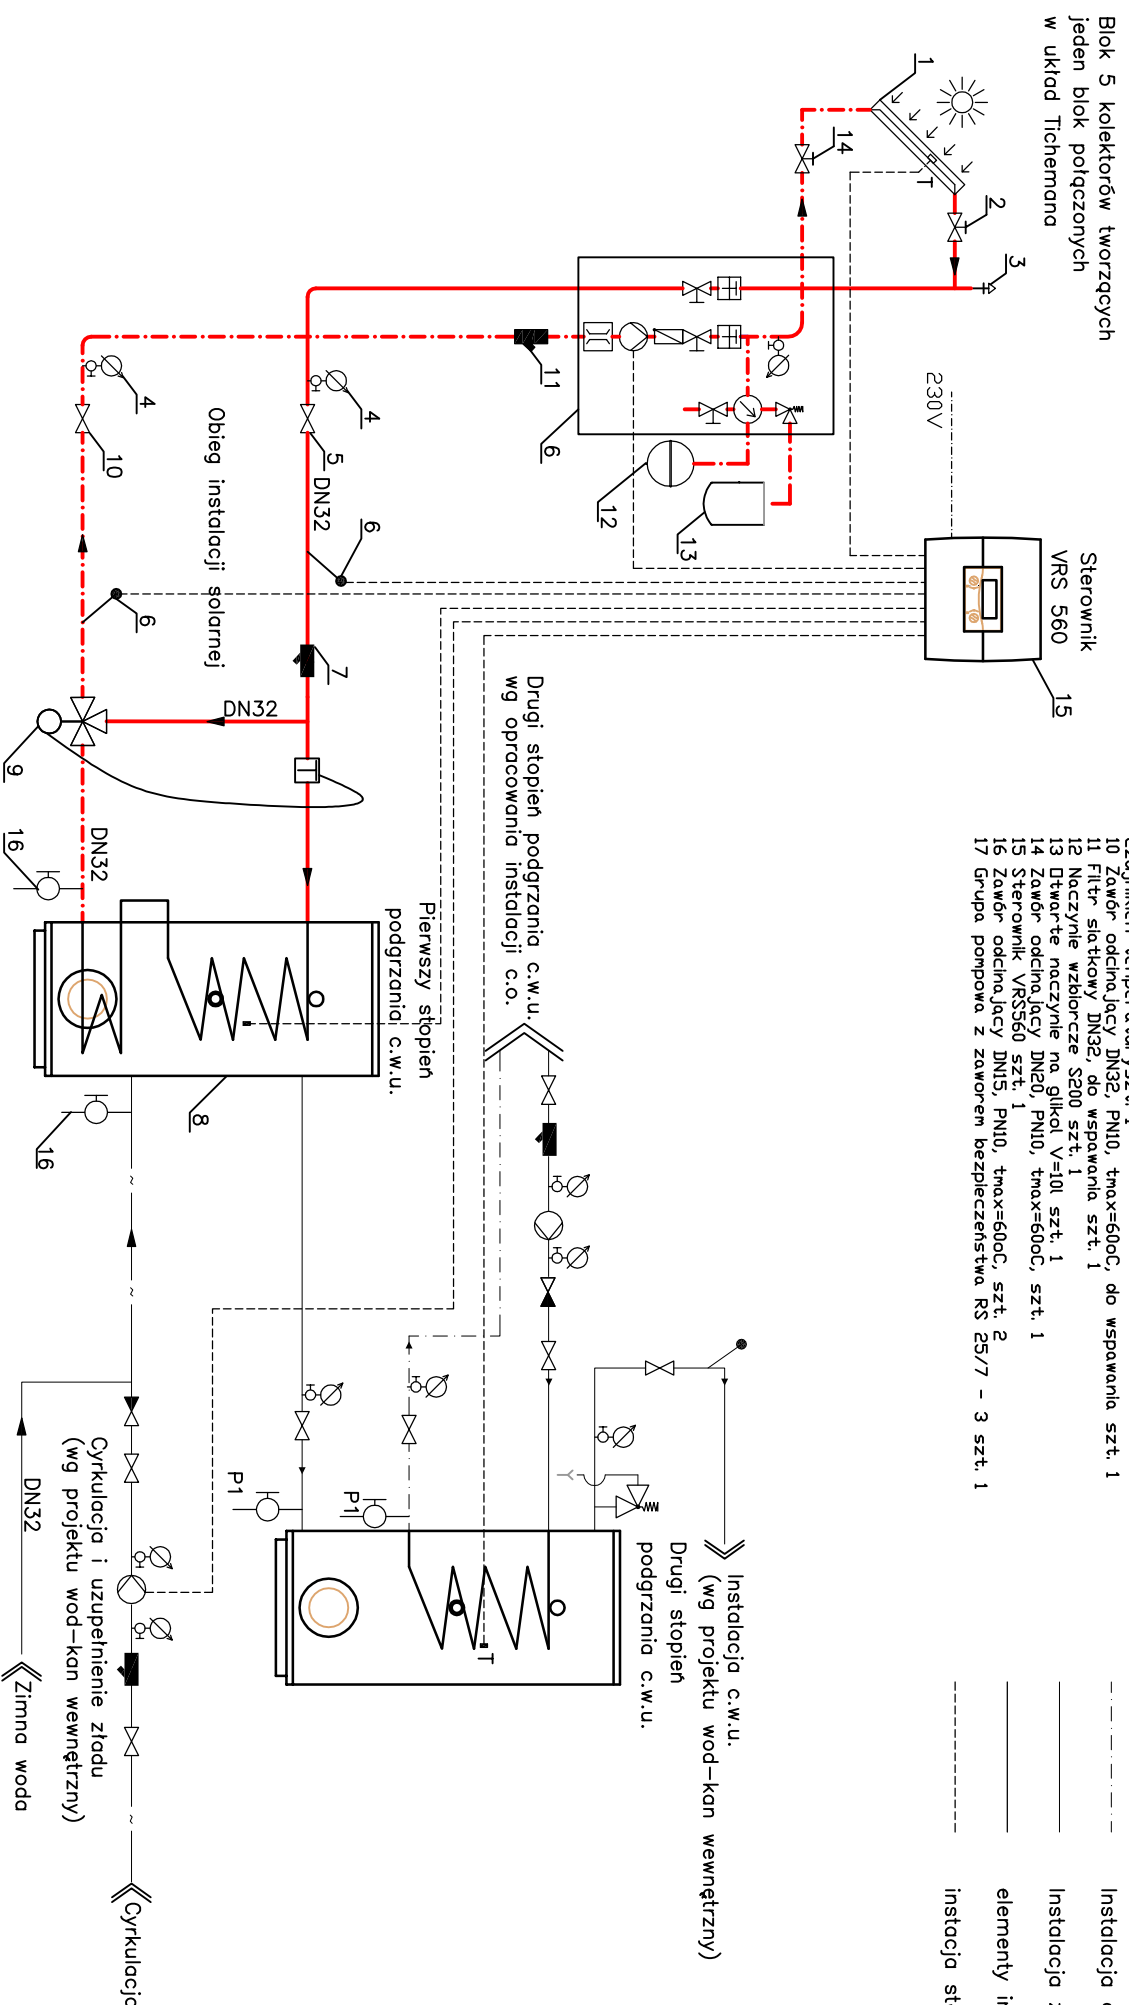 Blok 5 kolektorów tworzących
jeden blok połączonych
w układ Tichemana
1
T
14
2
3
230V
Sterownik
VRS 560
15
6
11
12
13
4
10
4
5
DN32
6
6
7
Obieg instalacji solarnej
DN32
9
DN32
16
Drugi stopień podgrzania c.w.u.
wg opracowania instalacji c.o.
Pierwszy stopień
podgrzania c.w.u.
8
16
10 Zawór odcinający DN32, PN10, tmax=60oC, do wspawania szt. 1
11 Filtr siatkowy DN32, do wspawania szt. 1
12 Naczynie wzbiorcze S200 szt. 1
13 Otwarte naczynie na glikol V=10l szt. 1
14 Zawór odcinający DN20, PN10, tmax=60oC, szt. 1
15 Sterownik VRS560 szt. 1
16 Zawór odcinający DN15, PN10, tmax=60oC, szt. 2
17 Grupa pompowa z zaworem bezpieczeństwa RS 25/7 - 3 szt. 1
P1
P1
T
Instalacja c.w.u.
(wg projektu wod-kan wewnętrzny)
Drugi stopień
podgrzania c.w.u.
Cyrkulacja i uzupełnienie zładu
(wg projektu wod-kan wewnętrzny)
DN32
Zimna woda
Cyrkulacja
Instalacja
Instalacja
elementy
instacja